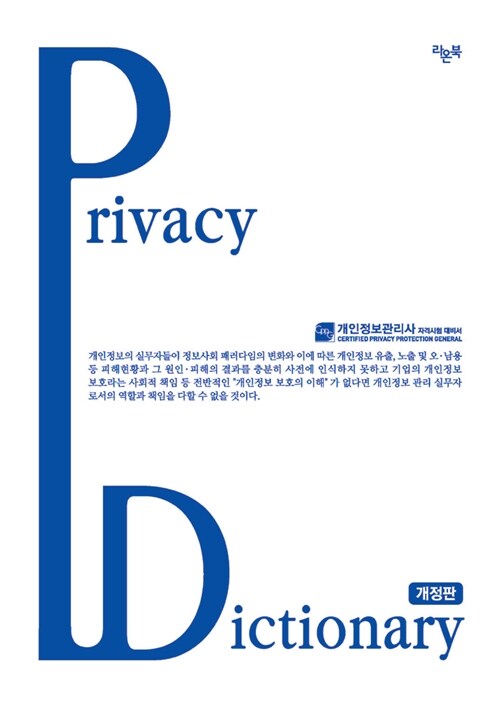 리온북
Privacy
CPPG 개인정보관리사 자격시험 대비서
CERTIFIED PRIVACY PROTECTION GENERAL
개인정보의 실무자들이 정보사회 패러다임의 변화와 이에 따른 개인정보 유출, 노출 및 오·남용
등 피해현황과 그 원인·피해의 결과를 충분히 사전에 인식하지 못하고 기업의 개인정보
보호라는 사회적 책임 등 전반적인 "개인정보 보호의 이해"가 없다면 개인정보 관리 실무자
로서의 역할과 책임을 다할 수 없을 것이다.
개정판
Dictionary